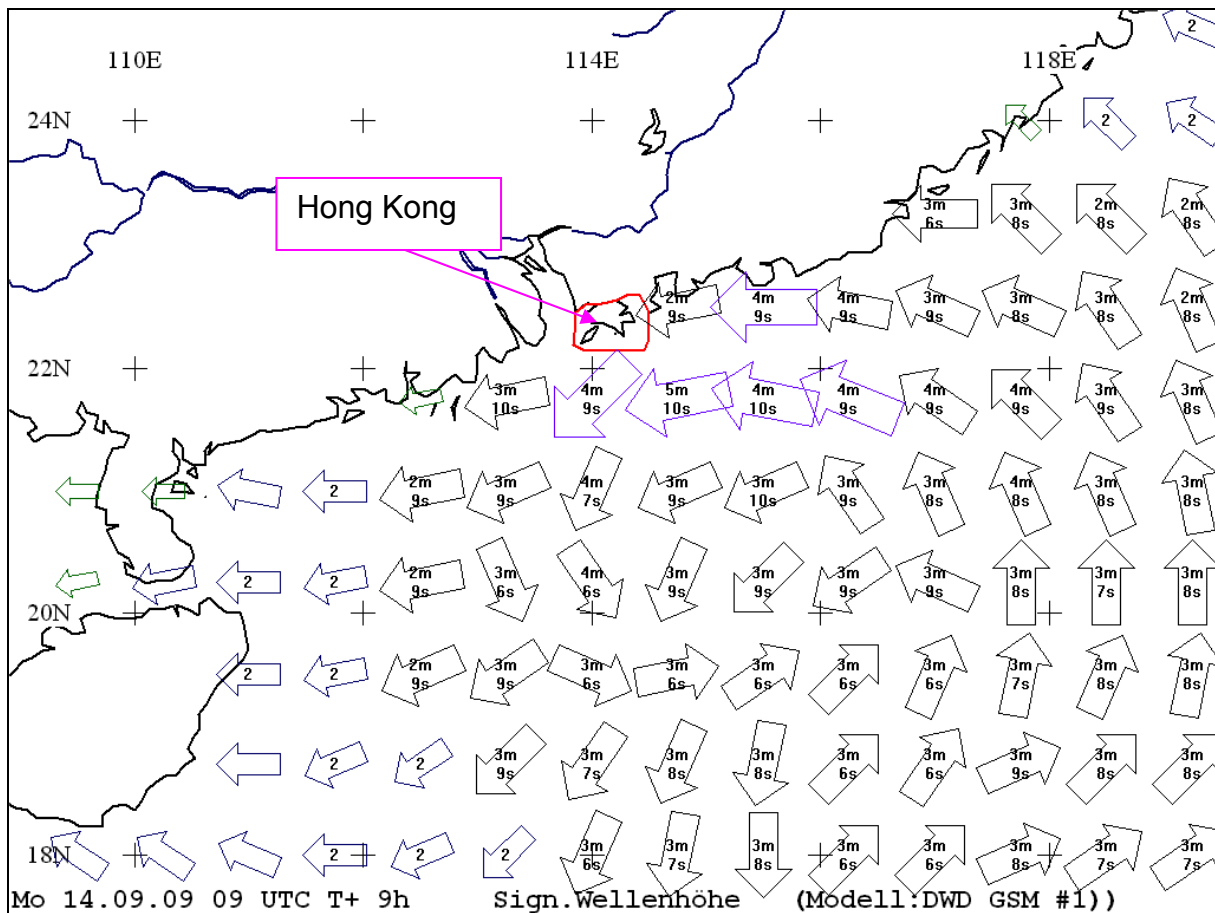 2
110E 114E 118E
24N 2 2
Hong Kong
3m 3m 2m 2m
6s 8s 8s 8s
2m 4m 4m 3m 3m 3m 2m
9s 9s 9s 9s 8s 8s 8s
22N
3m 4m 5m 4m 4m 4m 4m 3m 3m
10s 9s 10s 10s 9s 9s 9s 9s 8s
2 2m 3m 4m 3m 3m 3m 3m 4m 3m 3m
9s 9s 7s 9s 10s 9s 8s 8s 8s 8s
2 2 2m 3m 4m 3m 3m 3m 3m 3m 3m 3m
9s 6s 6s 9s 9s 9s 9s 8s 7s 8s
20N
2 2 2m 3m 3m 3m 3m 3m 3m 3m 3m 3m
9s 9s 6s 6s 6s 6s 6s 7s 8s 8s
2 2 3m 3m 3m 3m 3m 3m 3m 3m 3m
9s 7s 8s 8s 6s 6s 9s 8s 8s
18N 2 2 2 3m 3m 3m 3m 3m 3m 3m 3m
6s 7s 8s 6s 6s 8s 7s 7s
Mo 14.09.09 09 UTC T+ 9h Sign.Wellenhöhe (Modell:DWD GSM #1))